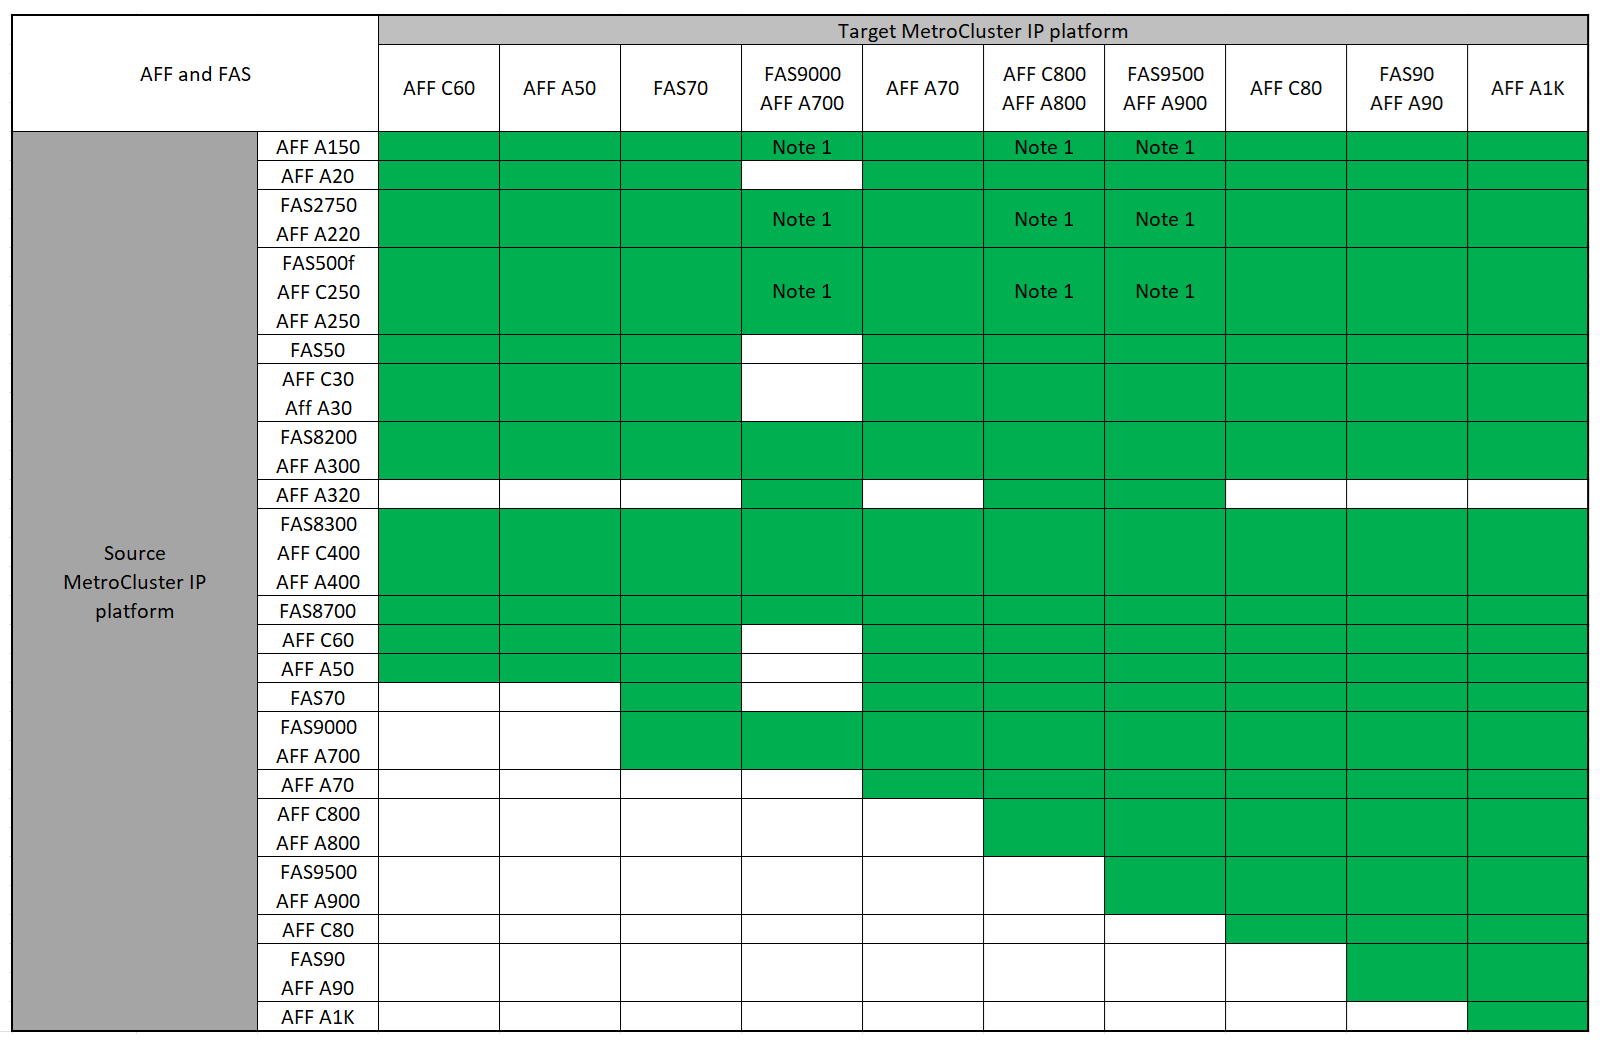 Target MetroCluster IP platform
AFF and FAS
AFF C60
AFF A50
FAS70
FAS9000
AFF A700
AFF A70
AFF C800
AFF A800
FAS9500
AFF A900
AFF C80
FAS90
AFF A90
AFF A1K
Source
MetroCluster IP
platform
AFF A150
Note 1
Note 1
Note 1
AFF A20
FAS2750
AFF A220
Note 1
Note 1
Note 1
FAS500f
AFF C250
AFF A250
Note 1
Note 1
Note 1
FAS50
AFF C30
Aff A30
FAS8200
AFF A300
AFF A320
FAS8300
AFF C400
AFF A400
FAS8700
AFF C60
AFF A50
FAS70
FAS9000
AFF A700
AFF A70
AFF C800
AFF A800
FAS9500
AFF A900
AFF C80
FAS90
AFF A90
AFF A1K